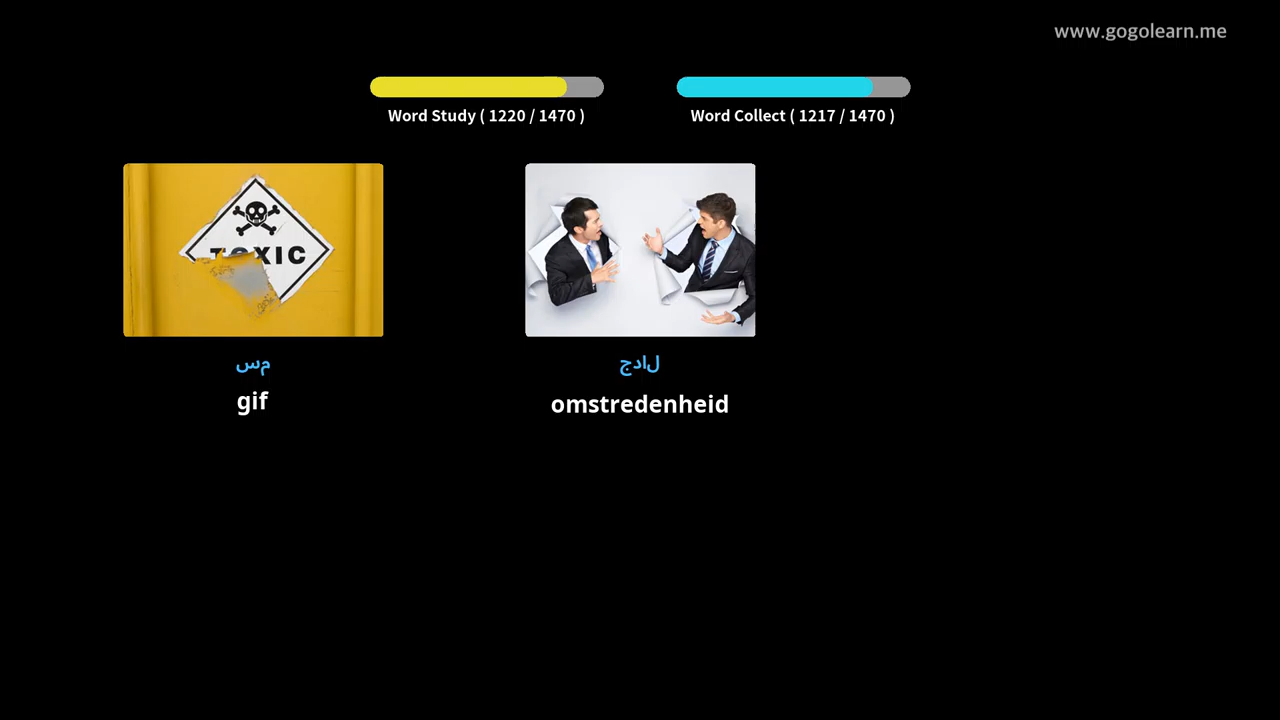 www.gogolearn.me
Word Study ( 1220 / 1470 )
Word Collect ( 1217 / 1470 )
TOXIC
سم
gif
جدال
omstredenheid